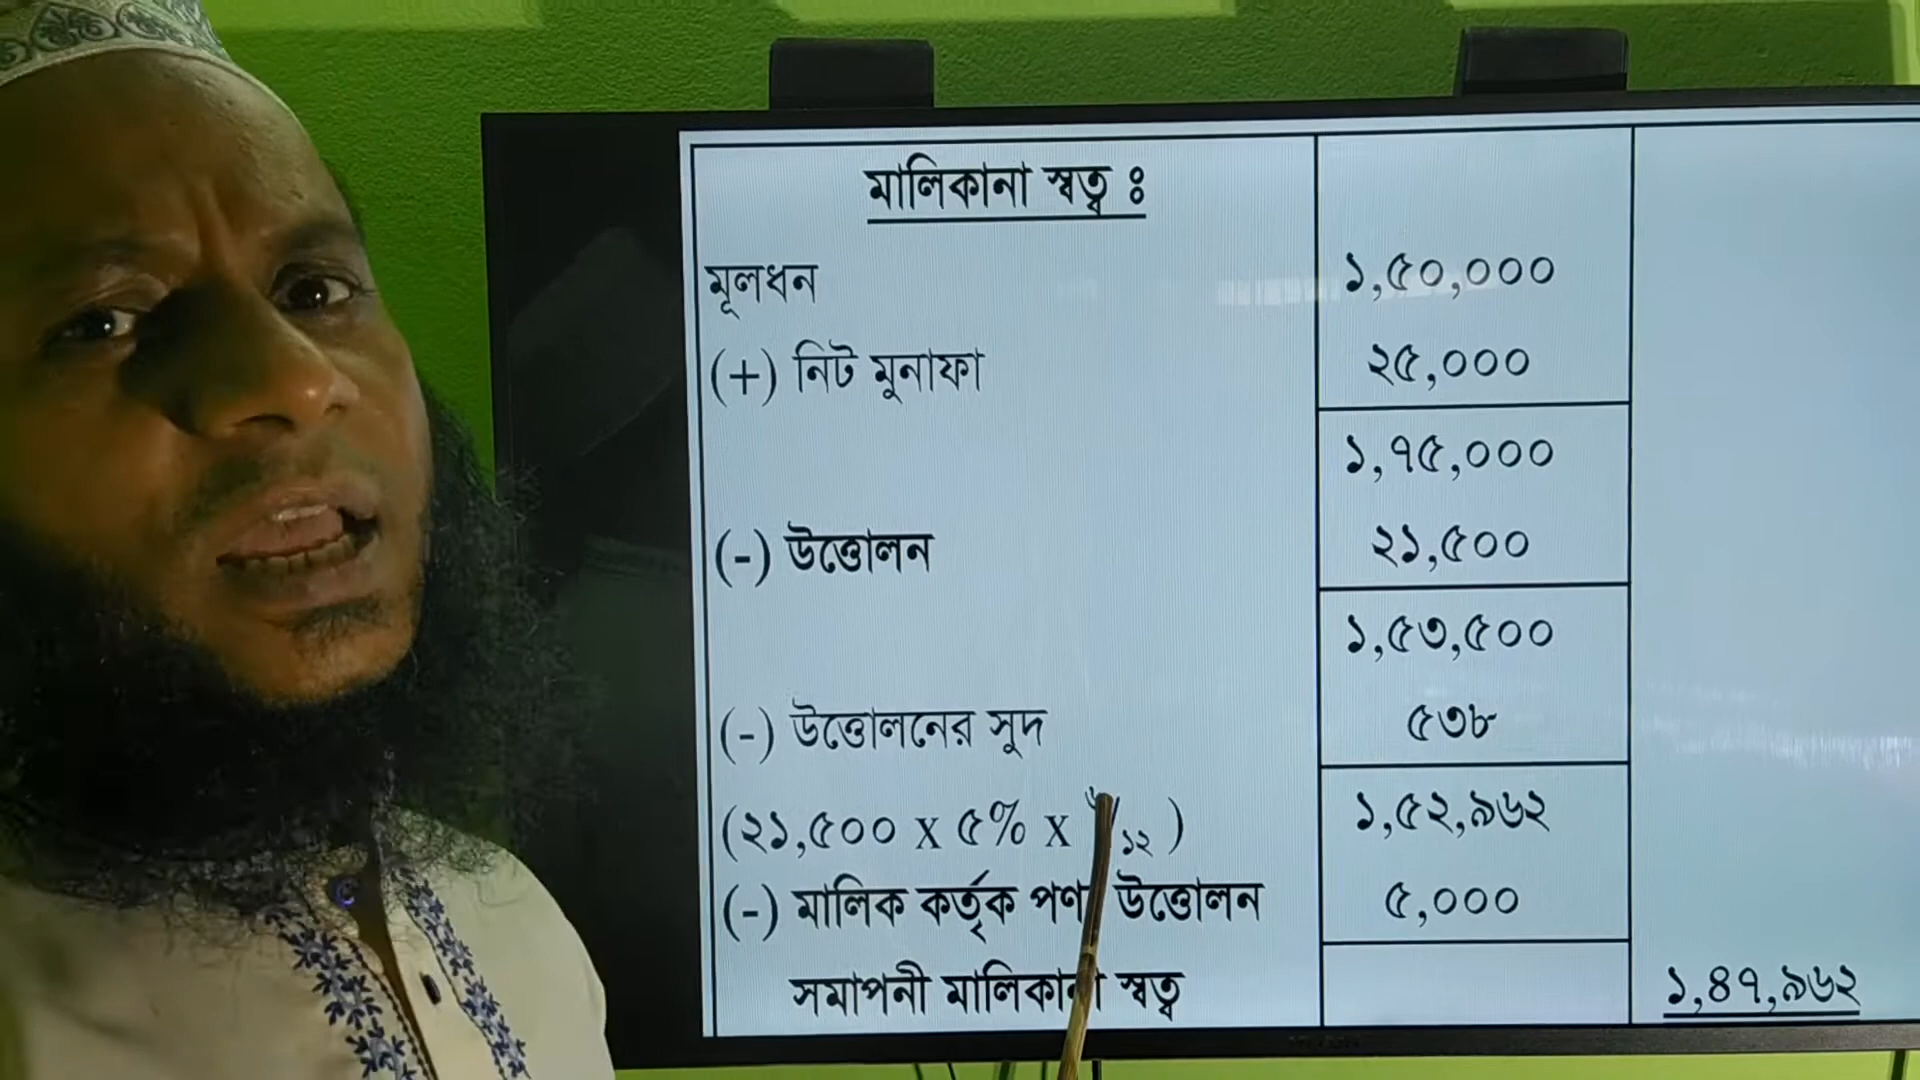 মালিকানা স্বত্ব ঃ
মূলধন ১,৫০,০০০
(+) নিট মুনাফা ২৫,০০০
১,৭৫,০০০
(-) উত্তোলন ২১,৫০০
১,৫৩,৫০০
(-) উত্তোলনের সুদ ৫৩৮
(২১,৫০০ x ৫% x /১২ ) ১,৫২,৯৬২
(-) মালিক কর্তৃক উত্তোলন ৫,০০০
সমাপনী মালিকানা স্বত্ব ১,৪৭,৯৬২